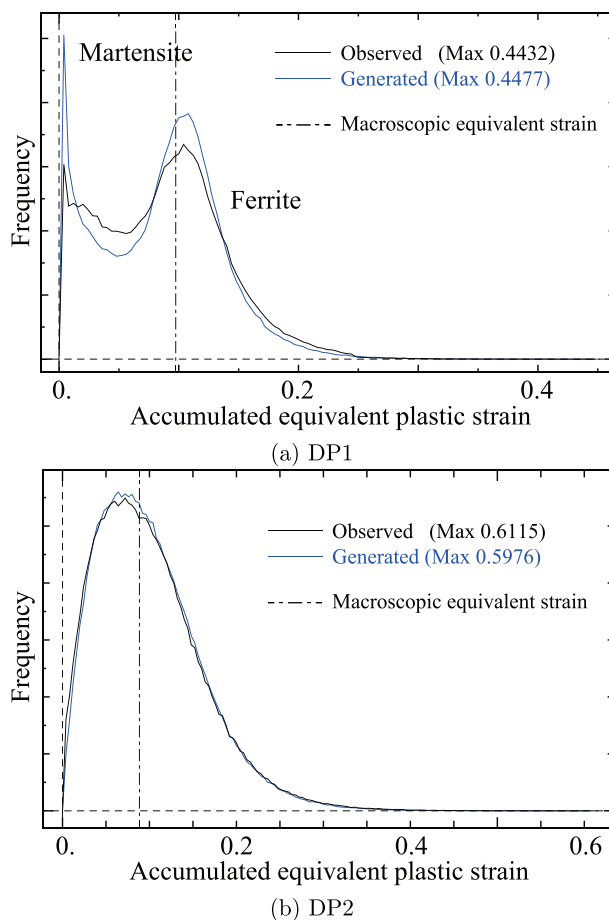 Martensite
Observed (Max 0.4432)
Generated (Max 0.4477)
Macroscopic equivalent strain
Ferrite
Frequency
0. 0.2 0.4
Accumulated equivalent plastic strain
(a) DP1
Observed (Max 0.6115)
Generated (Max 0.5976)
Macroscopic equivalent strain
Frequency
0. 0.2 0.4 0.6
Accumulated equivalent plastic strain
(b) DP2